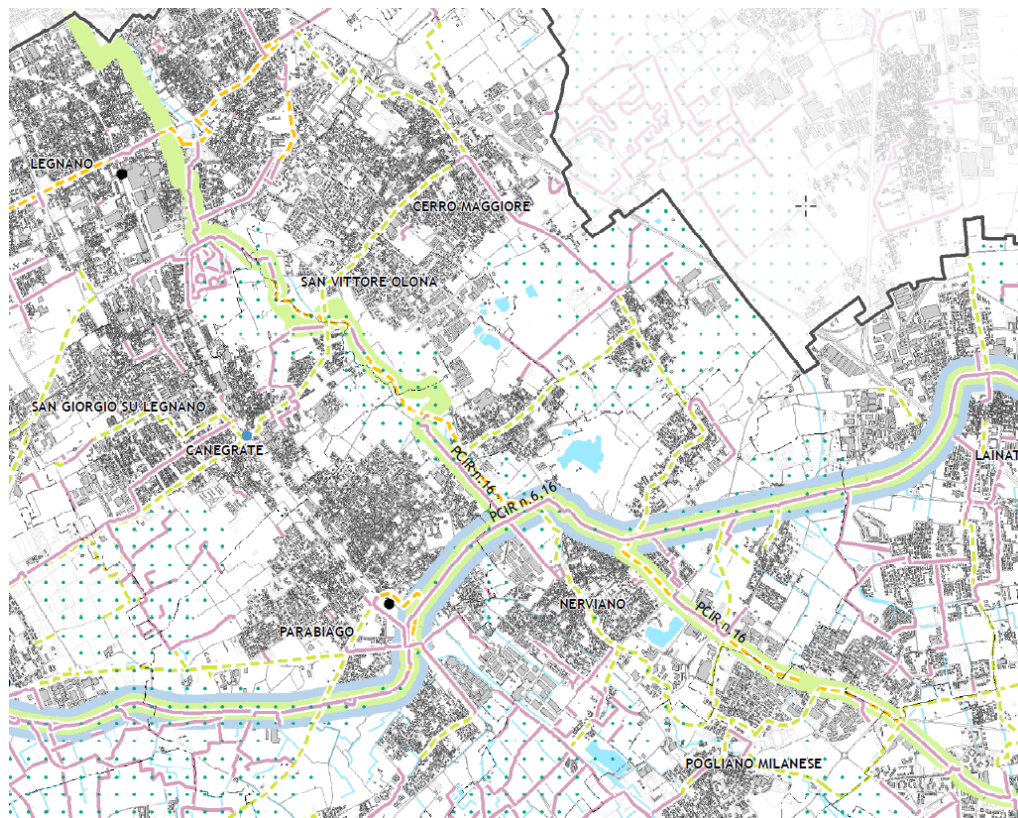 LEGNANO
CERRO MAGGIORE
SAN VITTORE OLONA
SAN GIORGIO SU LEGNANO
CANEGRATE
LAINAT
PCIR n.16
PCIR n.6,16
NERVIANO
PCIR n.16
PARABIAGO
POGLIANO MILANESE